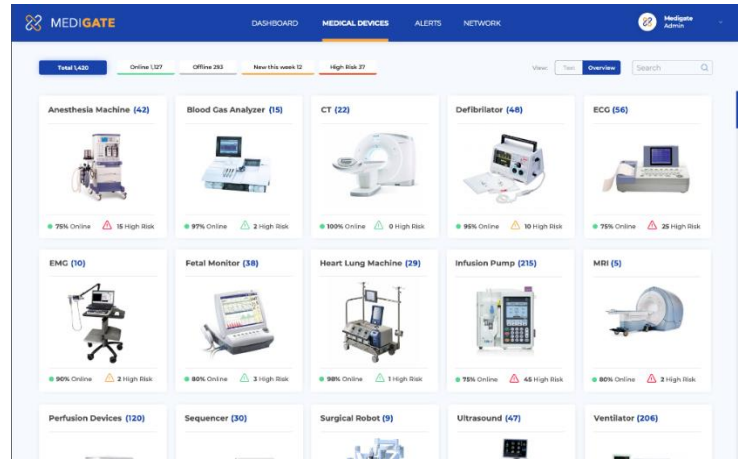 MEDIGATE
DASHBOARD MEDICAL DEVICES ALERTS NETWORK
Medigate
Admin
Total 1,420 Online 1,127 Offline 293 New this week 12 High Risk 37
View: Text Overview Search
Anesthesia Machine (42) Blood Gas Analyzer (15) CT (22) Defibrilator (48) ECG (56)
75% Online 15 High Risk 97% Online 2 High Risk 100% Online 0 High Risk 95% Online 10 High Risk 75% Online 25 High Risk
EMG (10) Fetal Monitor (38) Heart Lung Machine (29) Infusion Pump (215) MRI (5)
90% Online 2 High Risk 80% Online 3 High Risk 98% Online 1 High Risk 75% Online 45 High Risk 80% Online 2 High Risk
Perfusion Devices (120) Sequencer (30) Surgical Robot (9) Ultrasound (47) Ventilator (206)